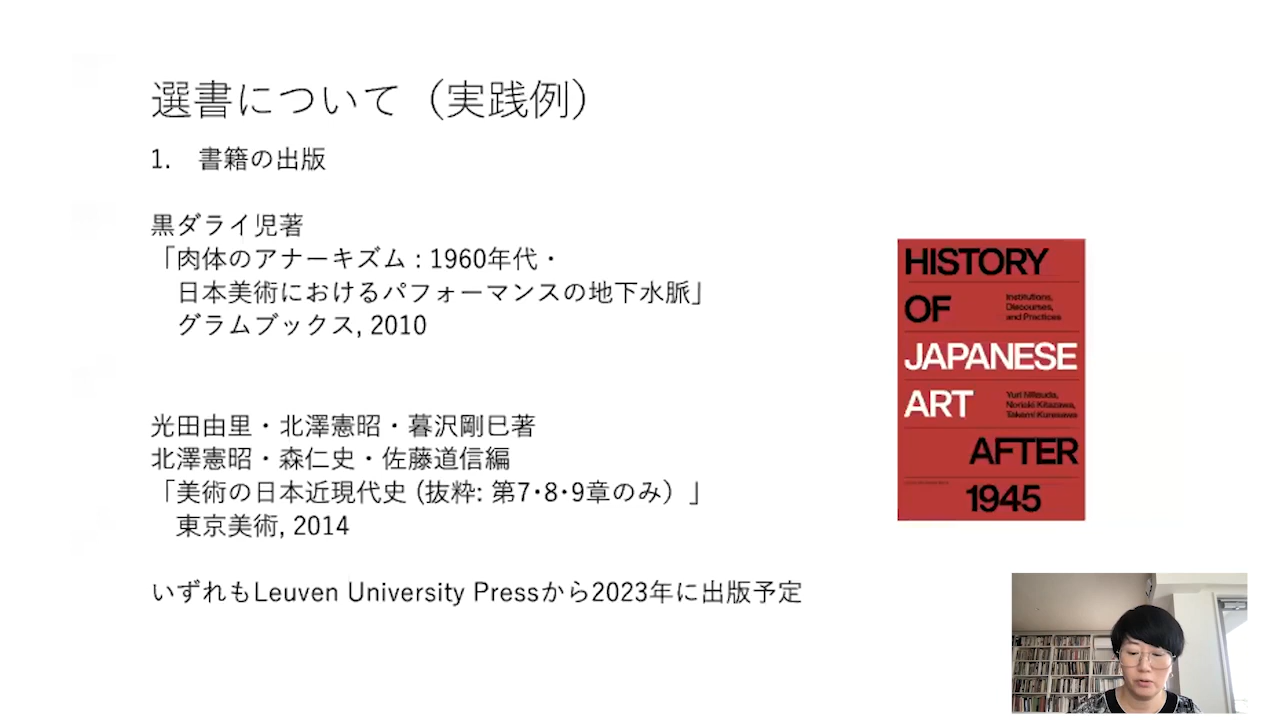 選書について（実践例）
1. 書籍の出版
黒ダライ児著
「肉体のアナーキズム : 1960年代・
日本美術におけるパフォーマンスの地下水脈」
グラムブックス, 2010
光田由里・北澤憲昭・暮沢剛巳著
北澤憲昭・森仁史・佐藤道信編
「美術の日本近現代史 (抜粋: 第7･8･9章のみ）」
東京美術, 2014
いずれもLeuven University Pressから2023年に出版予定
HISTORY
OF
Institutions,
Discourses,
and Practices
JAPANESE
ART
Yuri Mitsuda,
Noriaki Kitazawa,
Takemi Kuresawa
AFTER
1945